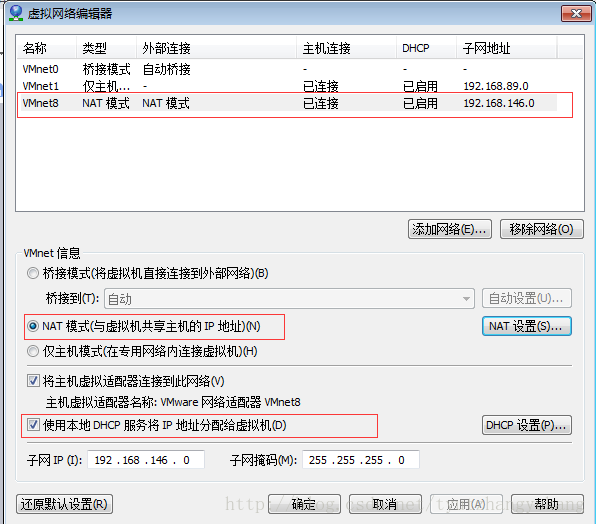 虚拟网络编辑器
名称 类型 外部连接 主机连接 DHCP 子网地址
VMnet0 桥接模式 自动桥接 - - -
VMnet1 仅主机... - 已连接 已启用 192.168.89.0
VMnet8 NAT 模式 NAT 模式 已连接 已启用 192.168.146.0
添加网络(E)... 移除网络(O)
VMnet 信息
桥接模式(将虚拟机直接连接到外部网络)(B)
桥接到(T): 自动 自动设置(U)...
NAT 模式(与虚拟机共享主机的 IP 地址)(N) NAT 设置(S)...
仅主机模式(在专用网络内连接虚拟机)(H)
将主机虚拟适配器连接到此网络(V)
主机虚拟适配器名称: VMware 网络适配器 VMnet8
使用本地 DHCP 服务将 IP 地址分配给虚拟机(D) DHCP 设置(P)...
子网 IP (I): 192 .168 .146 . 0 子网掩码(M): 255 .255 .255 . 0
还原默认设置(R) 确定 取消 应用(A) 帮助